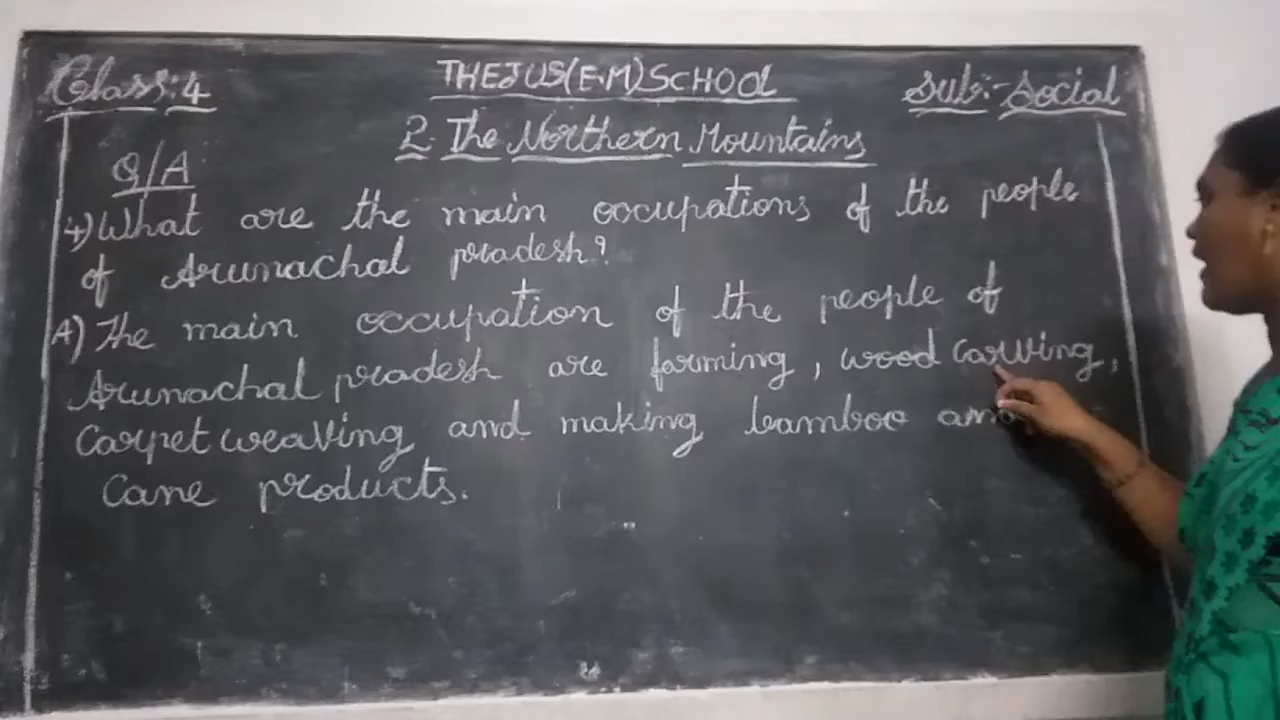 Class:4
THEJUS(E.M)SCHOOL
Sub:-Social
2. The Northern Mountains
Q/A
4) What are the main occupations of the people
of Arunachal pradesh?
A) The main occupation of the people of
Arunachal pradesh are farming, wood carving,
Carpet weaving and making bamboo and
Cane products.